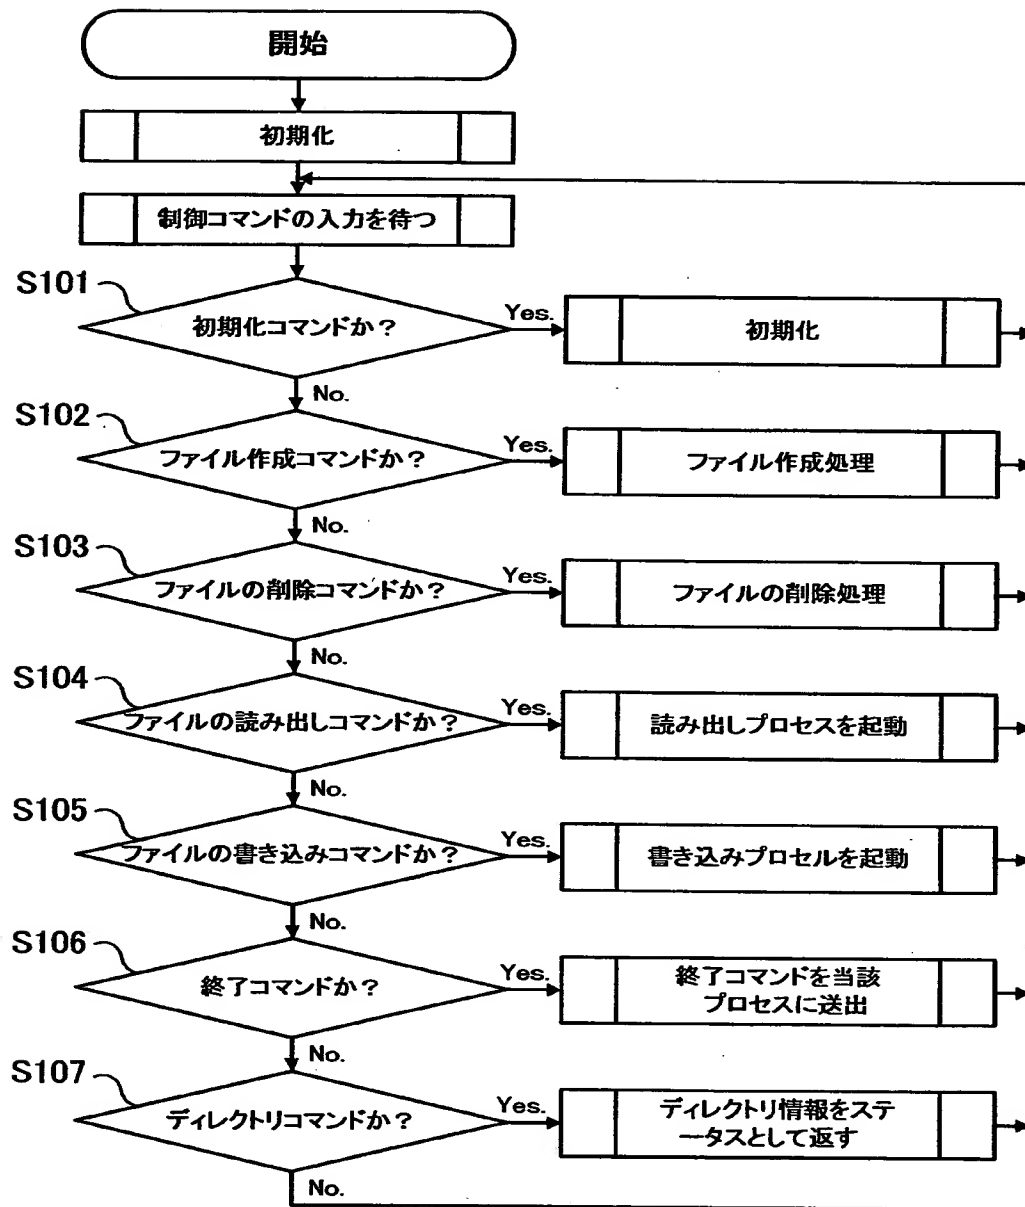 開始
初期化
制御コマンドの入力を待つ
S101
初期化コマンドか？
Yes.
初期化
No.
S102
ファイル作成コマンドか？
Yes.
ファイル作成処理
No.
S103
ファイルの削除コマンドか？
Yes.
ファイルの削除処理
No.
S104
ファイルの読み出しコマンドか？
Yes.
読み出しプロセスを起動
No.
S105
ファイルの書き込みコマンドか？
Yes.
書き込みプロセルを起動
No.
S106
終了コマンドか？
Yes.
終了コマンドを当該
プロセスに送出
No.
S107
ディレクトリコマンドか？
Yes.
ディレクトリ情報をステ
ータスとして返す
No.